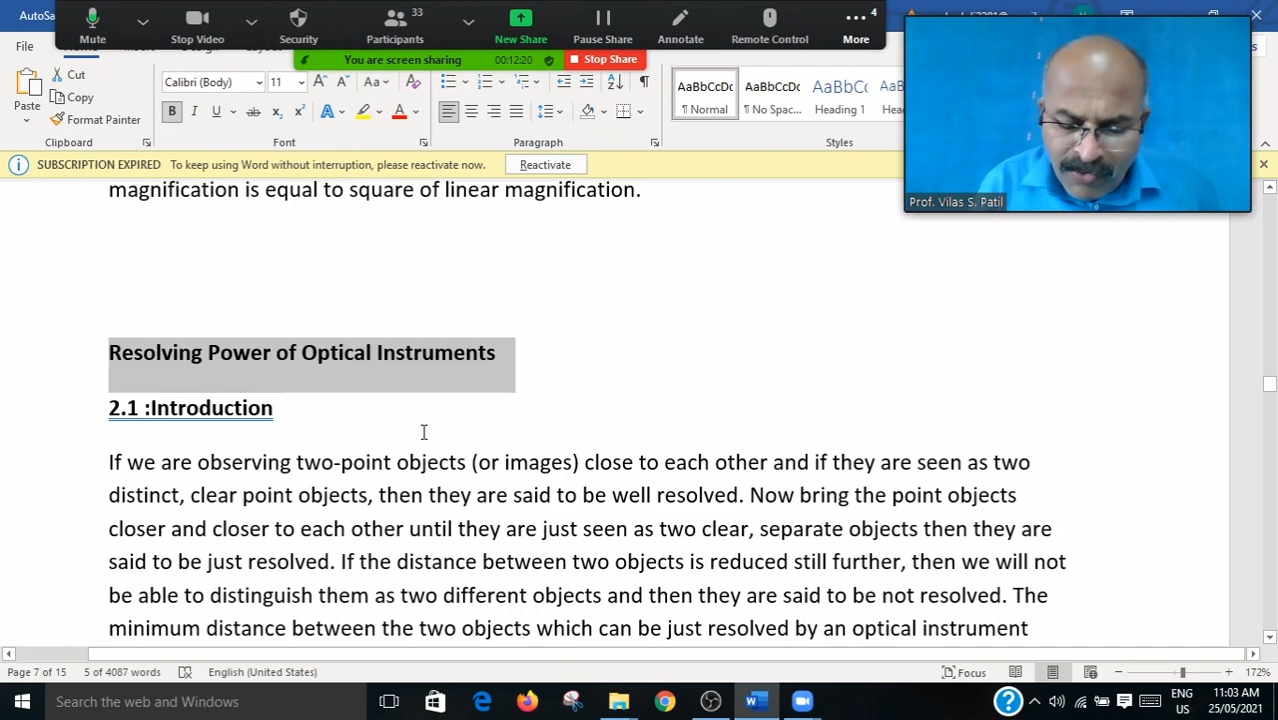 AutoSa
Mute
Stop Video
Security
33
Participants
New Share
Pause Share
Annotate
Remote Control
4
More
You are screen sharing
00:12:20
Stop Share
File
Cut
Copy
Paste
Format Painter
Clipboard
Calibri (Body)
11
Font
Paragraph
AaBbCcDc
¶ Normal
AaBbCcDc
¶ No Spac...
AaBbCc
Heading 1
Styles
SUBSCRIPTION EXPIRED To keep using Word without interruption, please reactivate now.
Reactivate
Prof. Vilas S. Patil
magnification is equal to square of linear magnification.
Resolving Power of Optical Instruments
2.1 :Introduction
If we are observing two-point objects (or images) close to each other and if they are seen as two
distinct, clear point objects, then they are said to be well resolved. Now bring the point objects
closer and closer to each other until they are just seen as two clear, separate objects then they are
said to be just resolved. If the distance between two objects is reduced still further, then we will not
be able to distinguish them as two different objects and then they are said to be not resolved. The
minimum distance between the two objects which can be just resolved by an optical instrument
Page 7 of 15
5 of 4087 words
English (United States)
Focus
172%
Search the web and Windows
ENG
US
11:03 AM
25/05/2021